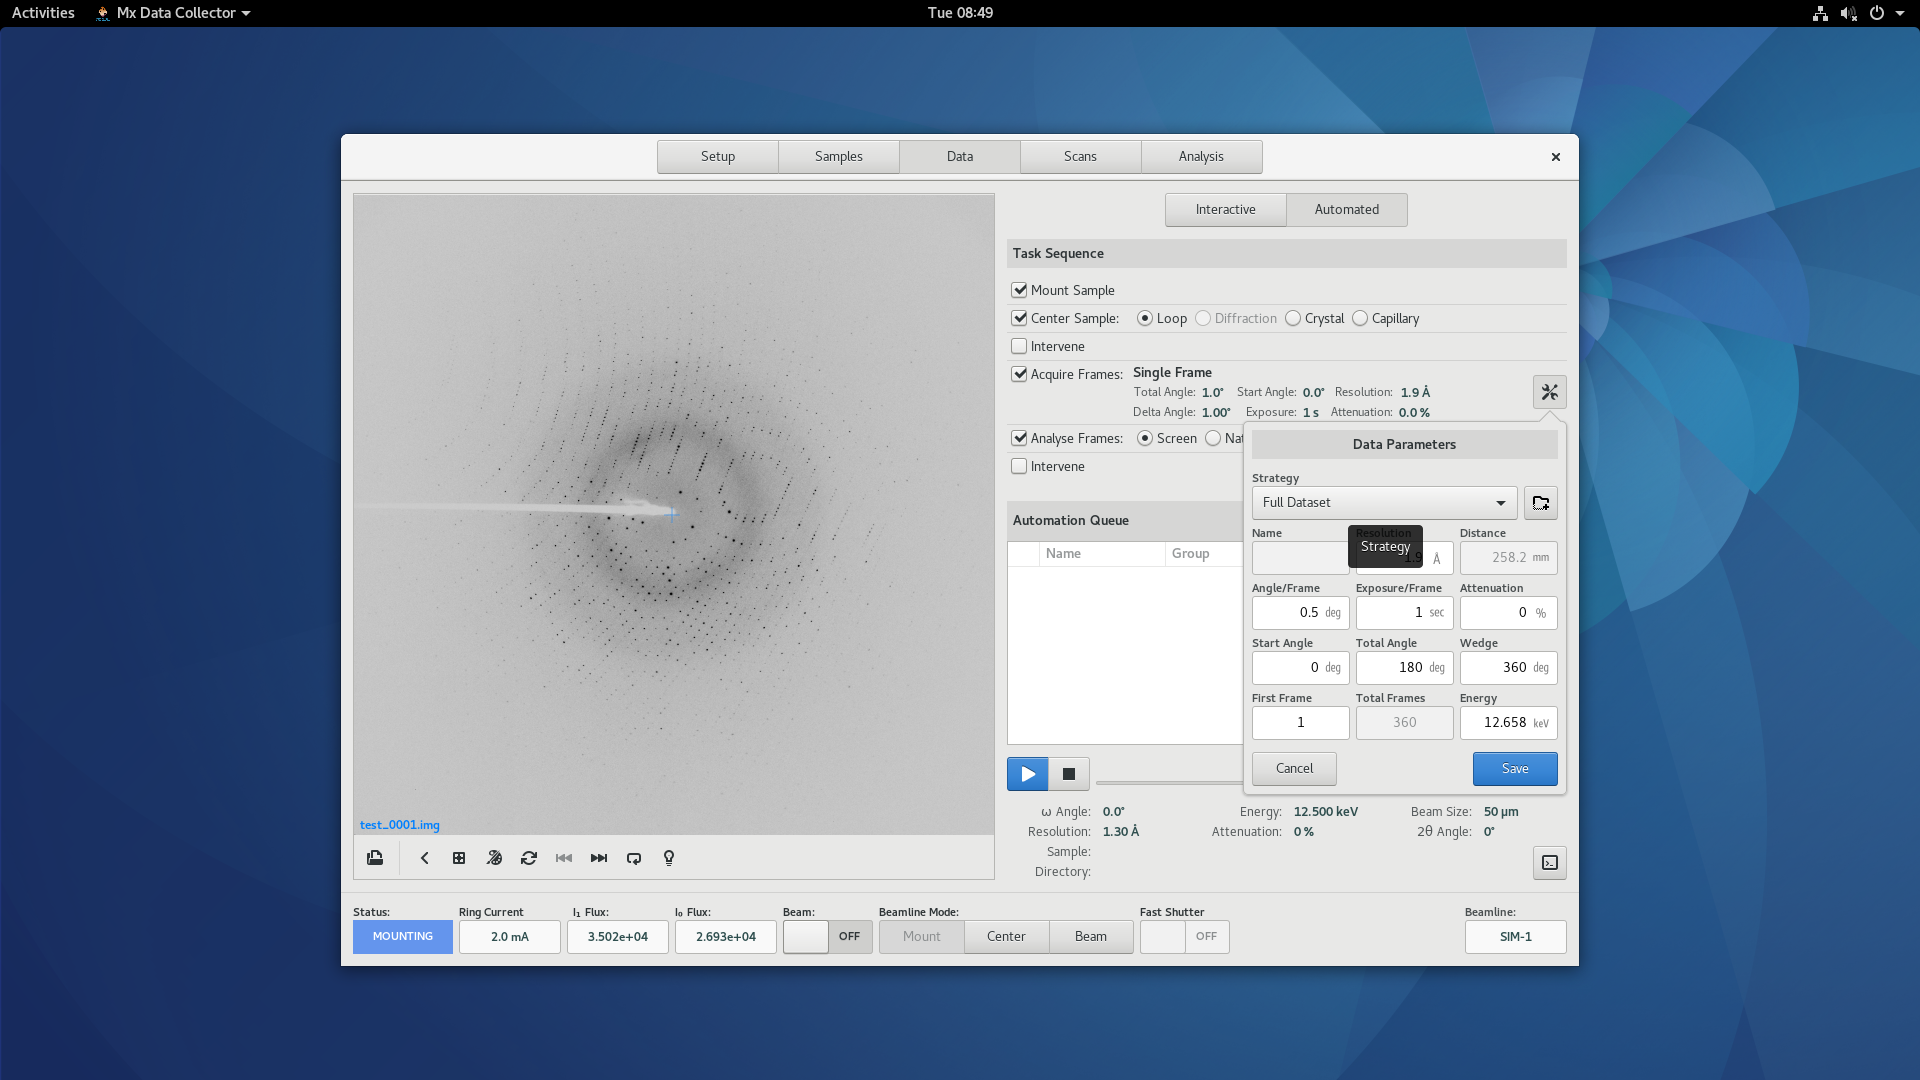 Activities Mx Data Collector Tue 08:49
Setup Samples Data Scans Analysis
Interactive Automated
Task Sequence
Mount Sample
Center Sample: Loop Diffraction Crystal Capillary
Intervene
Acquire Frames: Single Frame
Total Angle: 1.0° Start Angle: 0.0° Resolution: 1.9 Å
Delta Angle: 1.00° Exposure: 1 s Attenuation: 0.0 %
Analyse Frames: Screen
Intervene
Data Parameters
Strategy
Full Dataset
Automation Queue
Name Group
Name Resolution Distance
Strategy
Å 258.2 mm
Angle/Frame Exposure/Frame Attenuation
0.5 deg 1 sec 0 %
Start Angle Total Angle Wedge
0 deg 180 deg 360 deg
First Frame Total Frames Energy
1 360 12.658 keV
Cancel Save
test_0001.img
ω Angle: 0.0° Energy: 12.500 keV Beam Size: 50 µm
Resolution: 1.30 Å Attenuation: 0 % 2θ Angle: 0°
Sample:
Directory:
Status: Ring Current I₁ Flux: I₀ Flux: Beam: Beamline Mode: Fast Shutter Beamline:
MOUNTING 2.0 mA 3.502e+04 2.693e+04 OFF Mount Center Beam OFF SIM-1